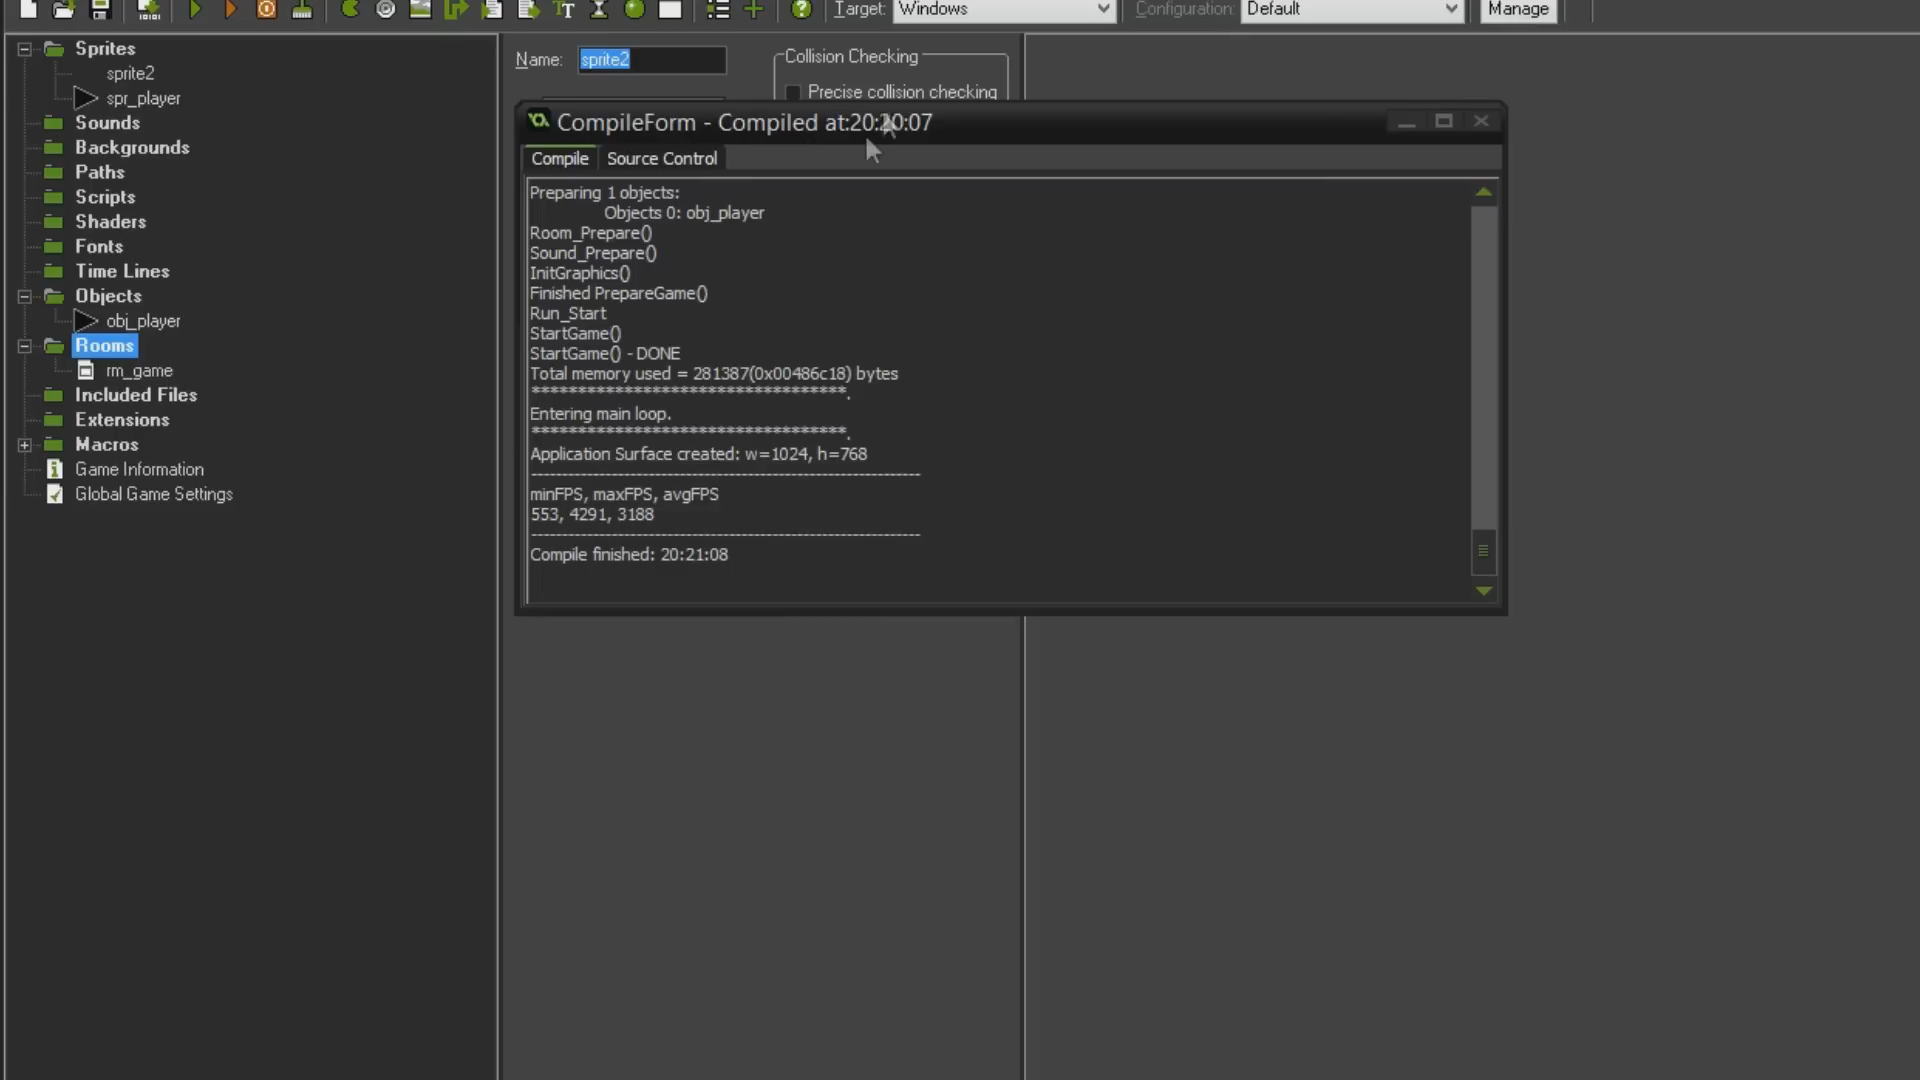 Target: Windows
Configuration: Default
Manage
Sprites
sprite2
spr_player
Sounds
Backgrounds
Paths
Scripts
Shaders
Fonts
Time Lines
Objects
obj_player
Rooms
rm_game
Included Files
Extensions
Macros
Game Information
Global Game Settings
Name: sprite2
Collision Checking
Precise collision checking
CompileForm - Compiled at:20:20:07
Compile
Source Control
Preparing 1 objects:
Objects 0: obj_player
Room_Prepare()
Sound_Prepare()
InitGraphics()
Finished PrepareGame()
Run_Start
StartGame()
StartGame() - DONE
Total memory used = 281387(0x00486c18) bytes
***********************************.
Entering main loop.
***********************************.
Application Surface created: w=1024, h=768
---------------------------------------------------------------
minFPS, maxFPS, avgFPS
553, 4291, 3188
---------------------------------------------------------------
Compile finished: 20:21:08